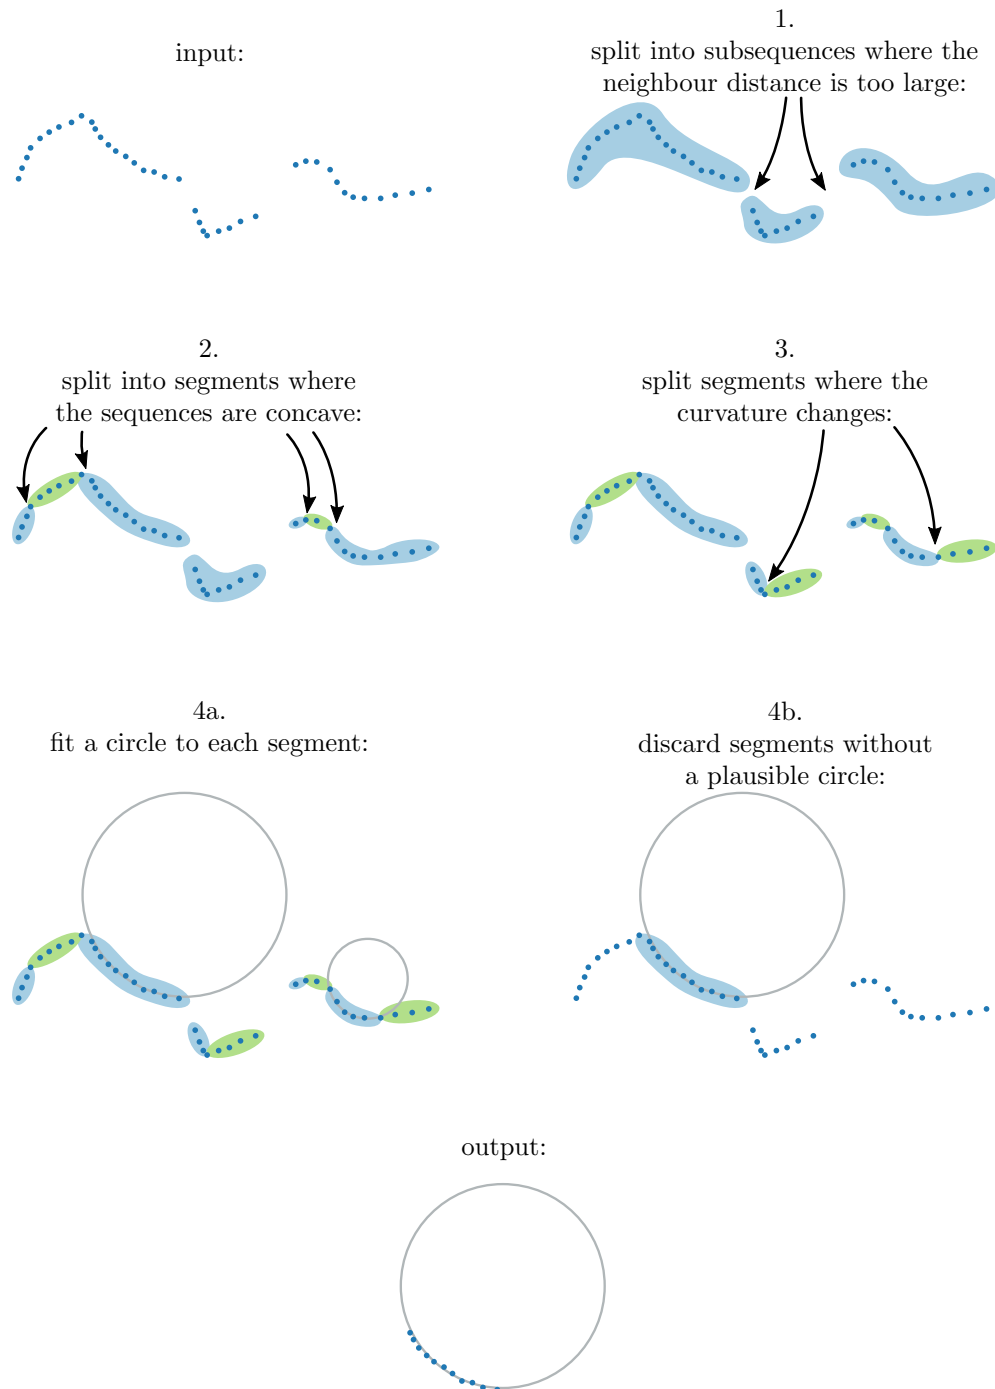 input:
1.
split into subsequences where the
neighbour distance is too large:
2.
split into segments where
the sequences are concave:
3.
split segments where the
curvature changes:
4a.
fit a circle to each segment:
4b.
discard segments without
a plausible circle:
output: